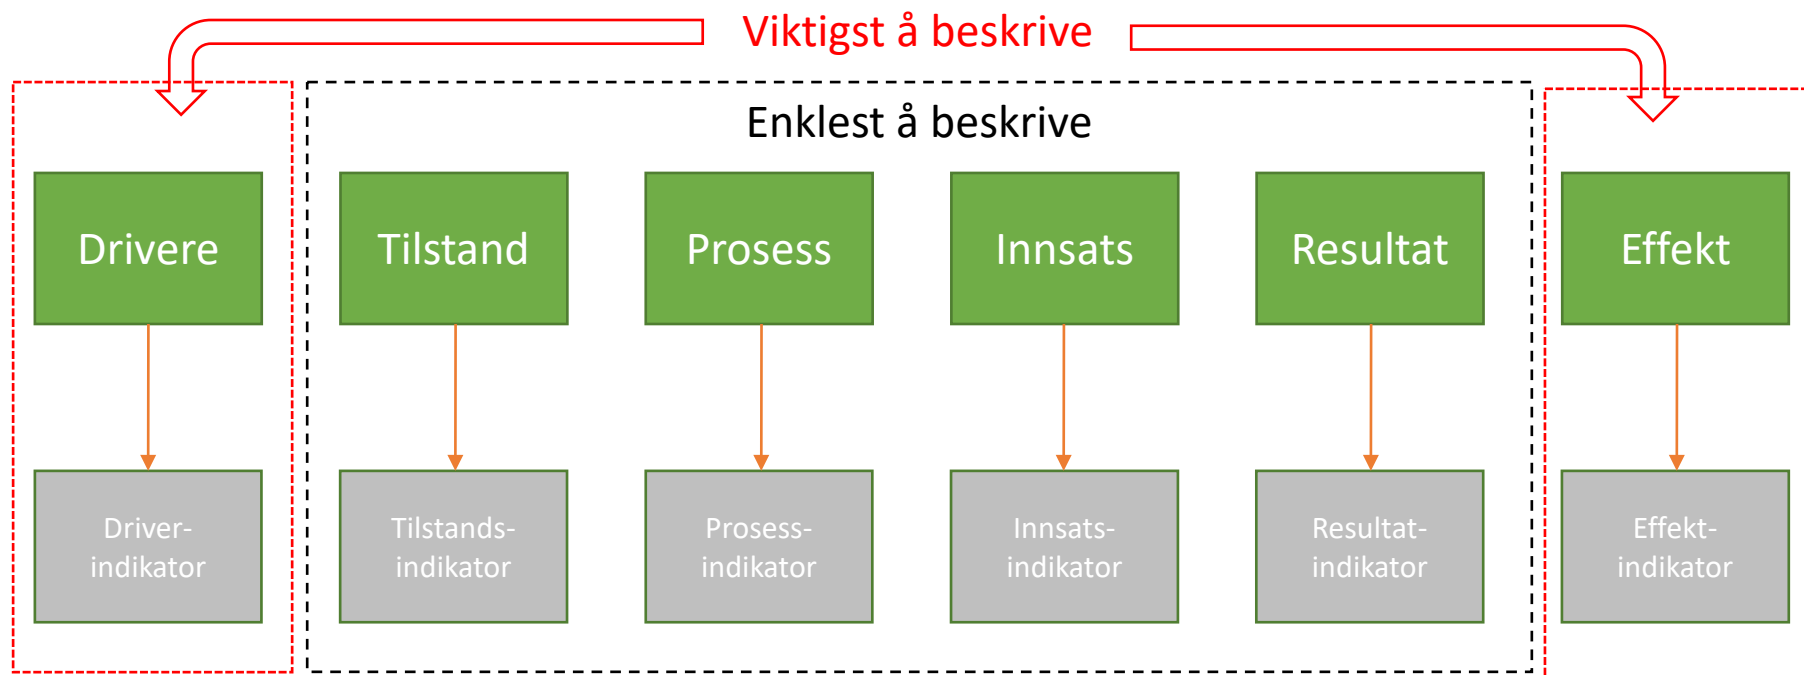 Viktigst å beskrive
Enklest å beskrive
Drivere
Tilstand
Prosess
Innsats
Resultat
Effekt
Driver-
indikator
Tilstands-
indikator
Prosess-
indikator
Innsats-
indikator
Resultat-
indikator
Effekt-
indikator